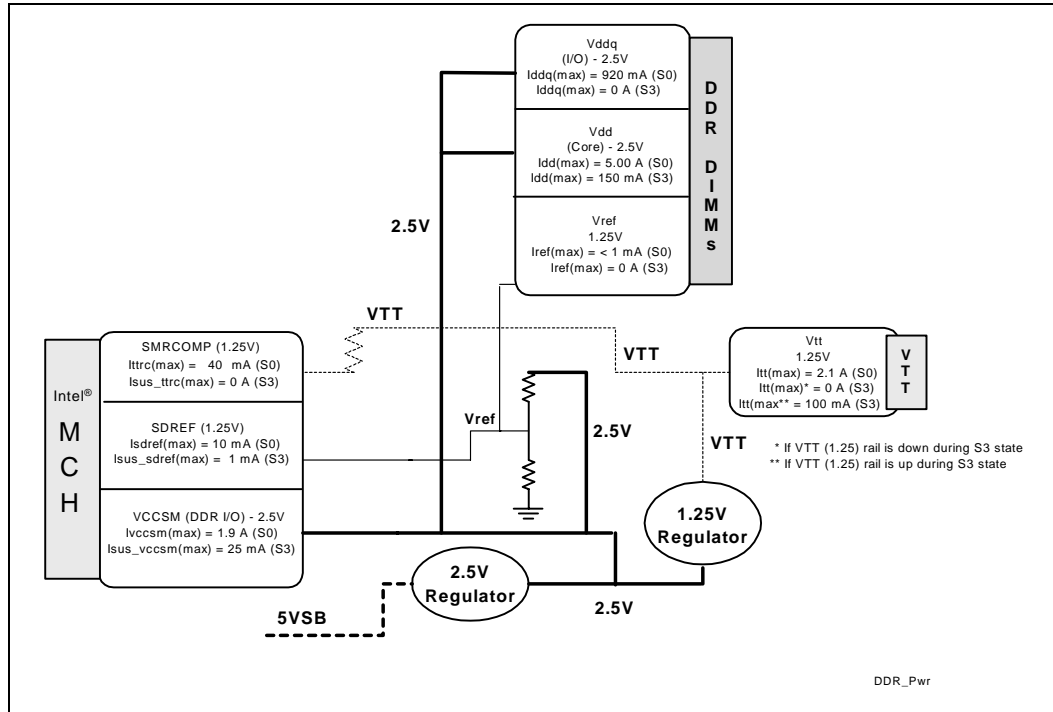 Vddq
(I/O) - 2.5V
Iddq(max) = 920 mA (S0)
Iddq(max) = 0 A (S3)
Vdd
(Core) - 2.5V
Idd(max) = 5.00 A (S0)
Idd(max) = 150 mA (S3)
Vref
1.25V
Iref(max) = < 1 mA (S0)
Iref(max) = 0 A (S3)
DDR DIMMs
2.5V
VTT
SMRCOMP (1.25V)
Ittrc(max) = 40 mA (S0)
Isus_ttrc(max) = 0 A (S3)
Intel®
MCH
SDREF (1.25V)
Isdref(max) = 10 mA (S0)
Isus_sdref(max) = 1 mA (S3)
VCCSM (DDR I/O) - 2.5V
Ivccsm(max) = 1.9 A (S0)
Isus_vccsm(max) = 25 mA (S3)
VTT
Vtt
1.25V
Itt(max) = 2.1 A (S0)
Itt(max)* = 0 A (S3)
Itt(max** = 100 mA (S3)
VTT
Vref
2.5V
VTT
* If VTT (1.25) rail is down during S3 state
** If VTT (1.25) rail is up during S3 state
1.25V
Regulator
2.5V
Regulator
2.5V
5VSB
DDR_Pwr